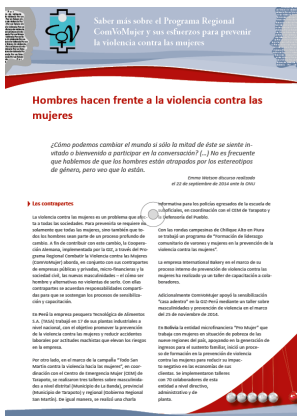 Saber más sobre el Programa Regional
ComVoMujer y sus esfuerzos para prevenir
la violencia contra las mujeres
Hombres hacen frente a la violencia contra las
mujeres
¿Cómo podemos cambiar el mundo si sólo la mitad de éste se siente in-
vitado o bienvenido a participar en la conversación? (...) No es frecuente
que hablemos de que los hombres están atrapados por los estereotipos
de género, pero veo que lo están.
Emma Watson discurso realizado
el 22 de septiembre de 2014 ante la ONU
Los contrapartes
La violencia contra las mujeres es un problema que afec-
ta a todas las sociedades. Para prevenirla se requiere no
solamente que todas las mujeres, sino también que to-
dos los hombres sean parte de un proceso profundo de
cambio. A fin de contribuir con este cambio, la Coope-
ración Alemana, implementada por la GIZ, a través del Pro-
grama Regional Combatir la Violencia contra las Mujeres
(ComVoMujer) aborda, en conjunto con sus contrapartes
de empresas públicas y privadas, micro-financieras y la
sociedad civil, las nuevas masculinidades – el cómo ser
hombre y alternativas no violentas de serlo. Con ellas
contrapartes se acuerdan responsabilidades comparti-
das para que se sostengan los procesos de sensibiliza-
ción y capacitación.
En Perú la empresa pesquera Tecnológica de Alimentos
S.A. (TASA) trabajó en 17 de sus plantas industriales a
nivel nacional, con el objetivo promover la prevención
de la violencia contra las mujeres y reducir accidentes
laborales por actitudes machistas que elevan los riesgos
en la empresa.
Por otro lado, en el marco de la campaña "Todo San
Martín contra la violencia hacia las mujeres", en coor-
dinación con el Centro de Emergencia Mujer (CEM) de
Tarapoto, se realizaron tres talleres sobre masculinida-
des a nivel distrital (Municipio de La Banda), provincial
(Municipio de Tarapoto) y regional (Gobierno Regional
San Martín). De igual manera, se realizó una charla
informativa para los policías egresados de la escuela de
suboficiales, en coordinación con el CEM de Tarapoto y
la Defensoría del Pueblo.
Con las rondas campesinas de Chilique Alto en Piura
se trabajó un programa de "Formación de liderazgo
comunitario de varones y mujeres en la prevención de la
violencia contra las mujeres".
La empresa International Bakery en el marco de su
proceso interno de prevención de violencia contra las
mujeres ha realizado ya un taller de capacitación a cola-
boradores.
Adicionalmente ComVoMujer apoyó la sensibilización
"caso adentro" en la GIZ-Perú mediante un taller sobre
masculinidades y prevención de violencia en el marco
del 25 de noviembre de 2014.
En Bolivia la entidad microfinanciera "Pro Mujer" que
trabaja con mujeres en situación de pobreza de las
nueve regiones del país, apoyando en la generación de
ingresos para el sustento familiar, inició un proce-
so de formación en la prevención de violencia
contra las mujeres para reducir su impac-
to negativo en las economías de sus
clientas. Se implementaron talleres
con 70 colaboradores de esta
entidad a nivel directivo,
administrativo y de
planta.